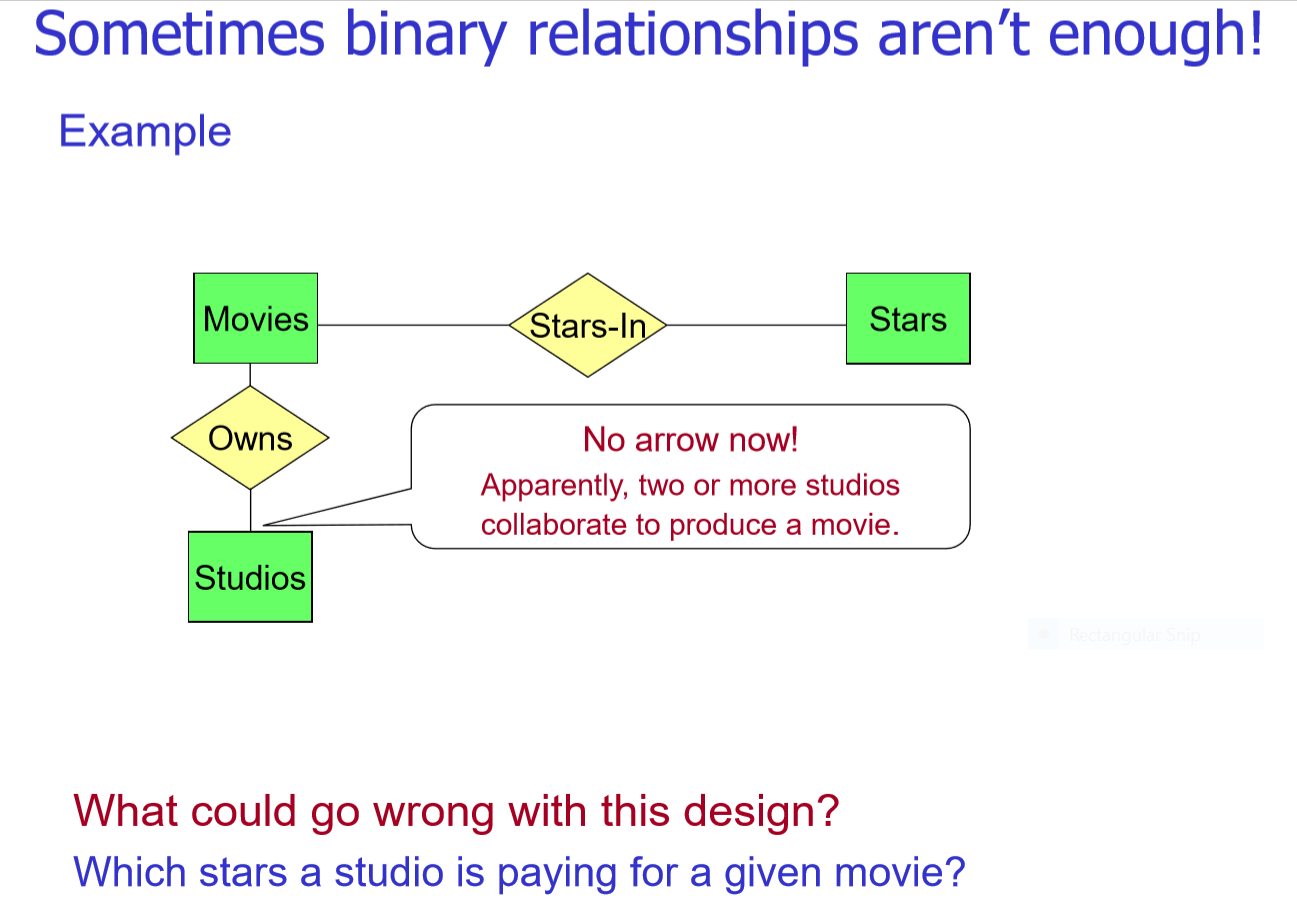 Sometimes binary relationships aren’t enough!
Example
Movies
Stars-In
Stars
Owns
No arrow now!
Apparently, two or more studios
collaborate to produce a movie.
Studios
Rectangular Snip
What could go wrong with this design?
Which stars a studio is paying for a given movie?